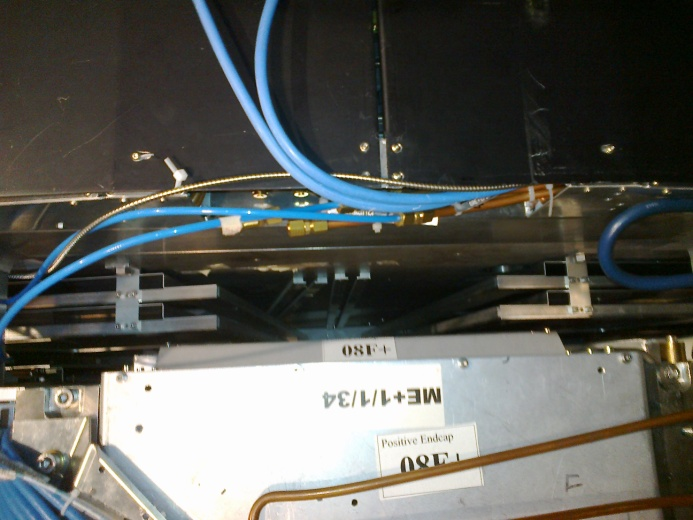 08F+
ME+1/1/34
Positive Endcap
08F+